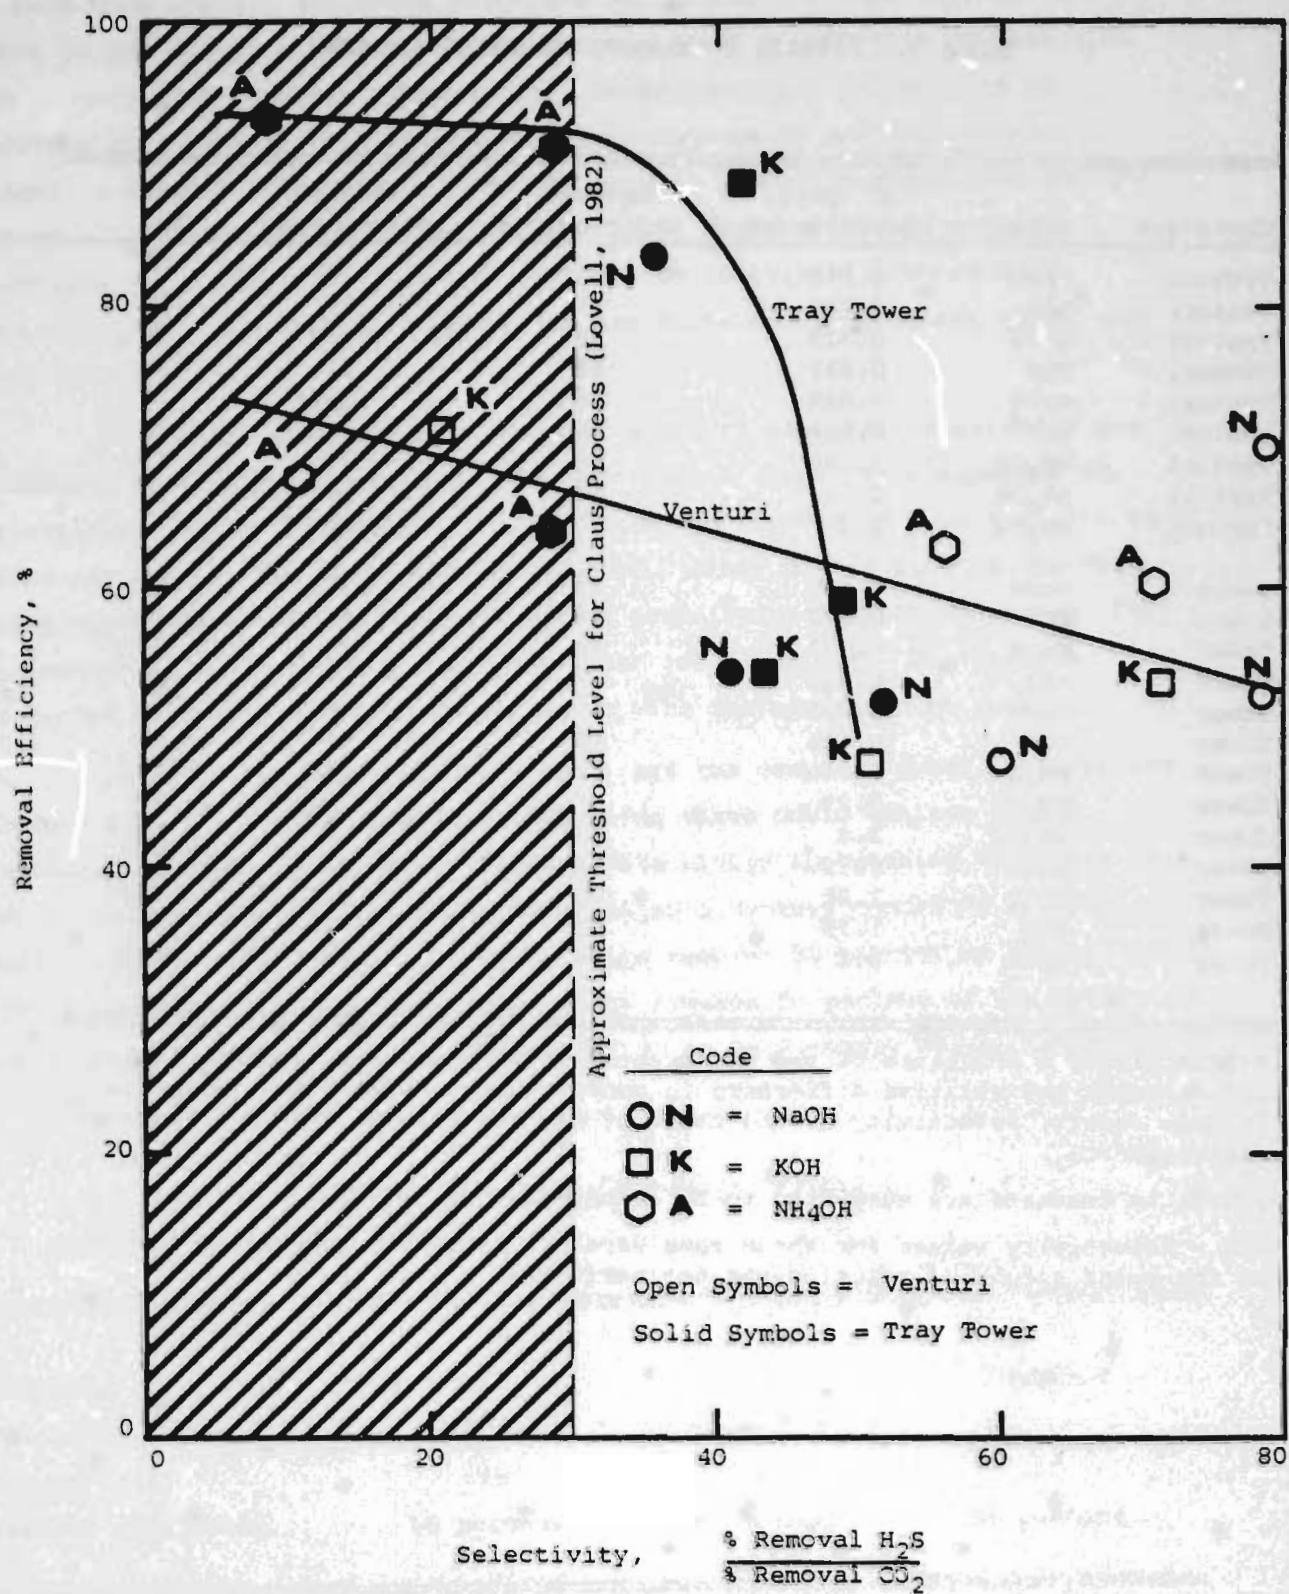 100
A
A
K
N
80
Tray Tower
K
N
A
Venturi
A
A
A
60
K
N
K
K
N
N
K
N
Removal Efficiency, %
40
Approximate Threshold Level for Claus Process (Lovell, 1982)
Code
N = NaOH
K = KOH
20
A = NH4OH
Open Symbols = Venturi
Solid Symbols = Tray Tower
0
0 20 40 60 80
Selectivity, % Removal H2S
% Removal CO2